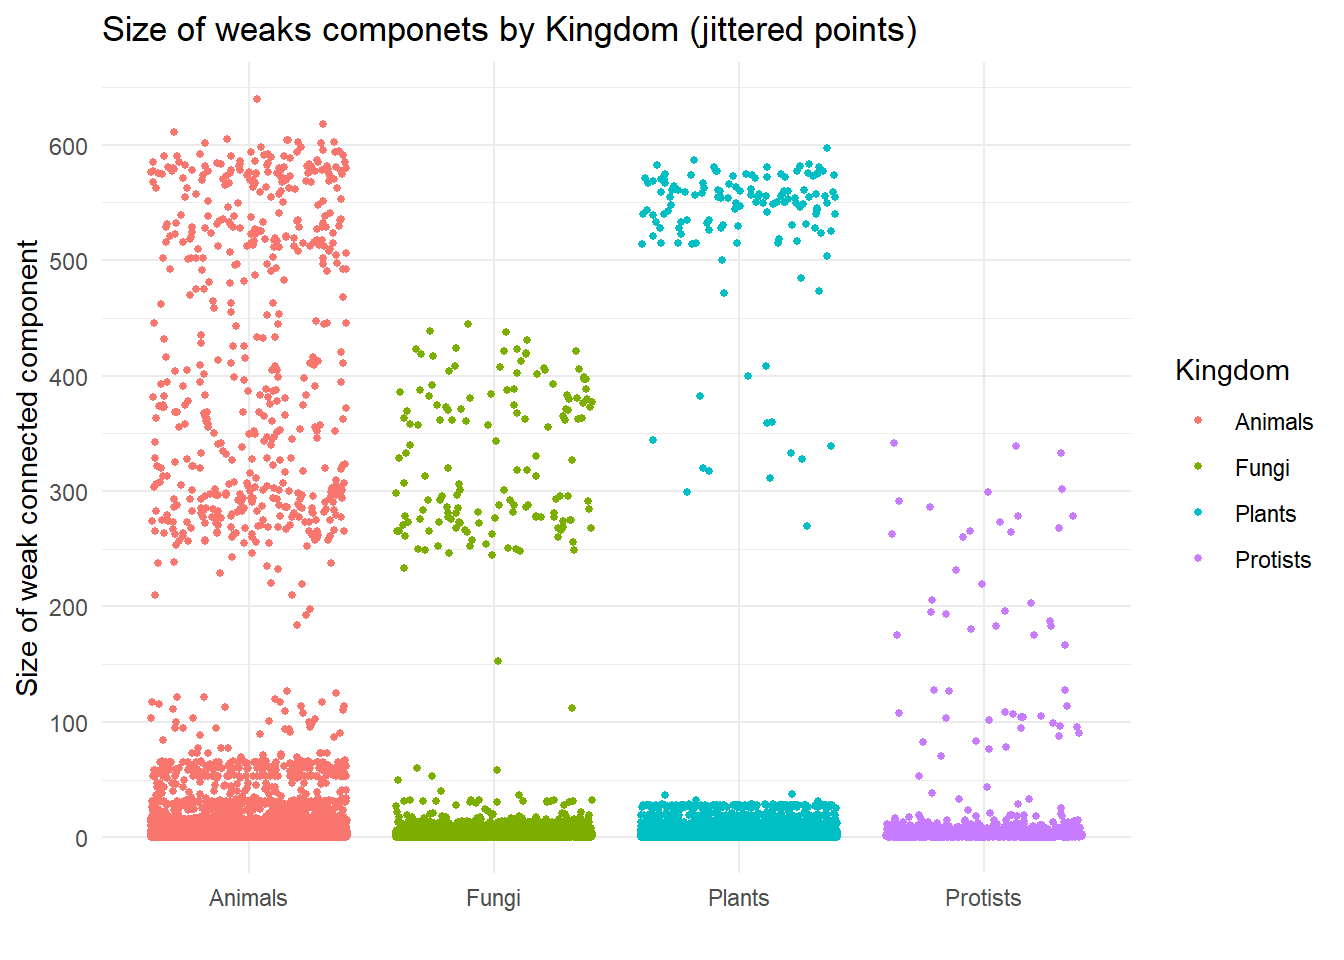 Size of weaks componets by Kingdom (jittered points)
Size of weak connected component
600
500
400
300
200
100
0
Animals
Fungi
Plants
Protists
Kingdom
Animals
Fungi
Plants
Protists